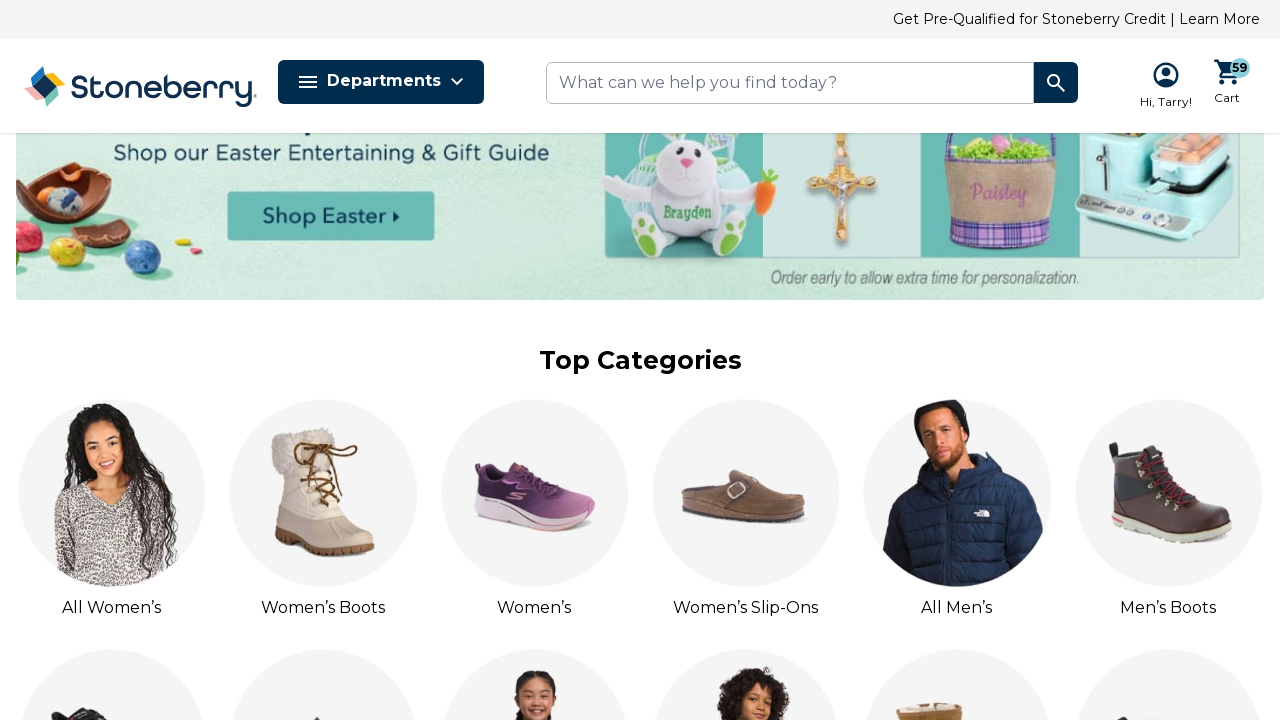 Get Pre-Qualified for Stoneberry Credit | Learn More
Stoneberry®
Departments
What can we help you find today?
Hi, Tarry!
59
Cart
Shop our Easter Entertaining & Gift Guide
Shop Easter
Brayden
Paisley
Order early to allow extra time for personalization.
Top Categories
All Women’s
Women’s Boots
Women’s
Women’s Slip-Ons
All Men’s
Men’s Boots